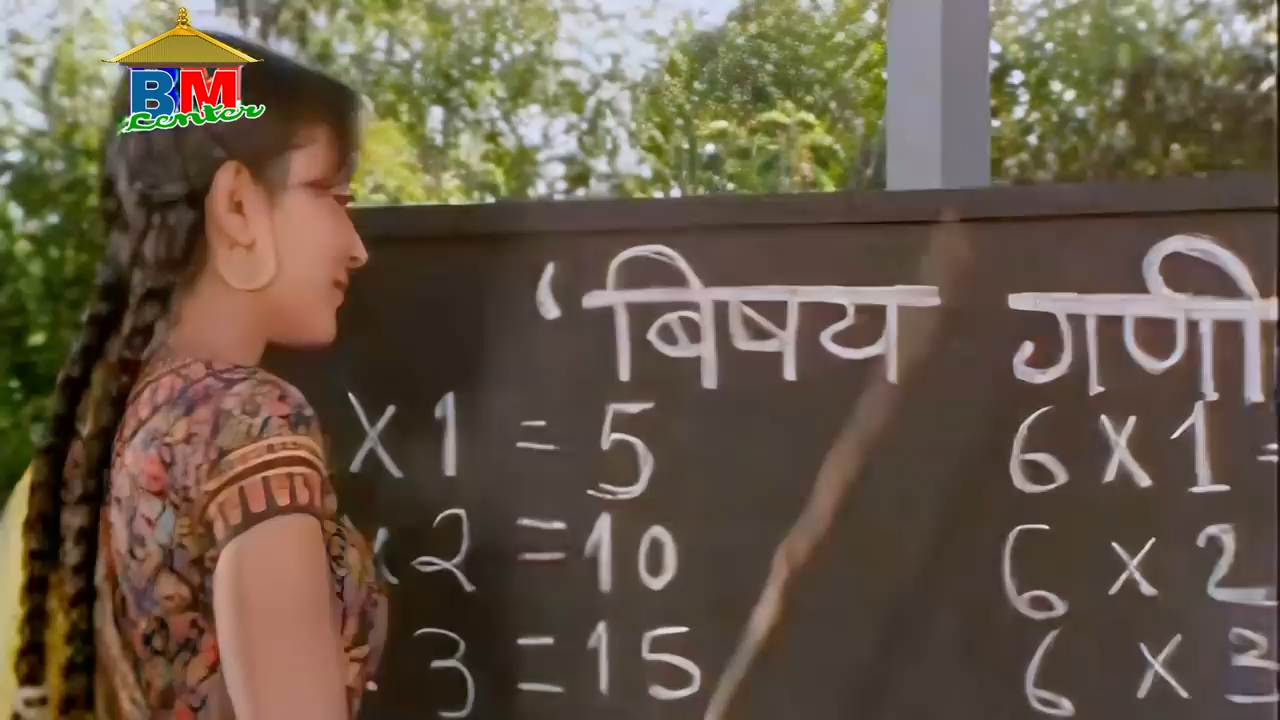 BM
center
‘ बिषय गणी
X 1 = 5 6 X 1 =
X 2 = 10 6 X 2
3 = 15 6 X 3